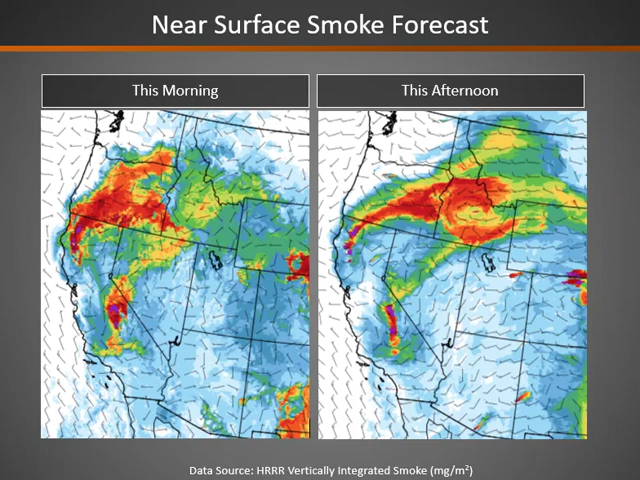 Near Surface Smoke Forecast
This Morning
This Afternoon
Data Source: HRRR Vertically Integrated Smoke (mg/m²)